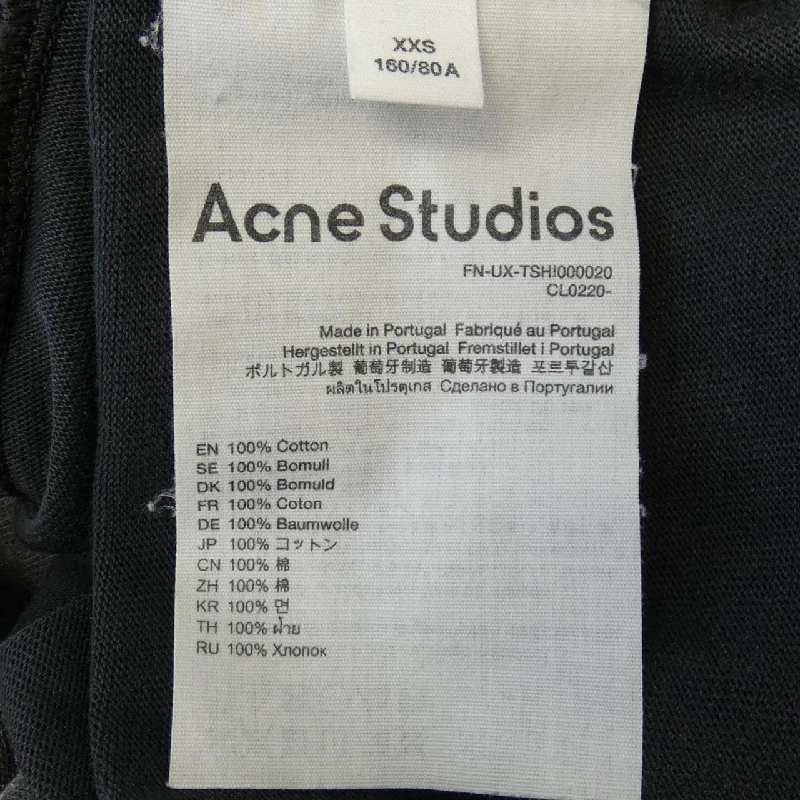 XXS
160/80A
Acne Studios
FN-UX-TSHI000020
CL0220-
Made in Portugal Fabriqué au Portugal
Hergestellt in Portugal Fremstillet i Portugal
ポルトガル製 葡萄牙制造 葡萄牙製造 포르투갈산
ผลิตในโปรตุเกส Сделано в Португалии
EN 100% Cotton
SE 100% Bomull
DK 100% Bomuld
FR 100% Coton
DE 100% Baumwolle
JP 100% コットン
CN 100% 棉
ZH 100% 棉
KR 100% 면
TH 100% ฝ้าย
RU 100% Хлопок